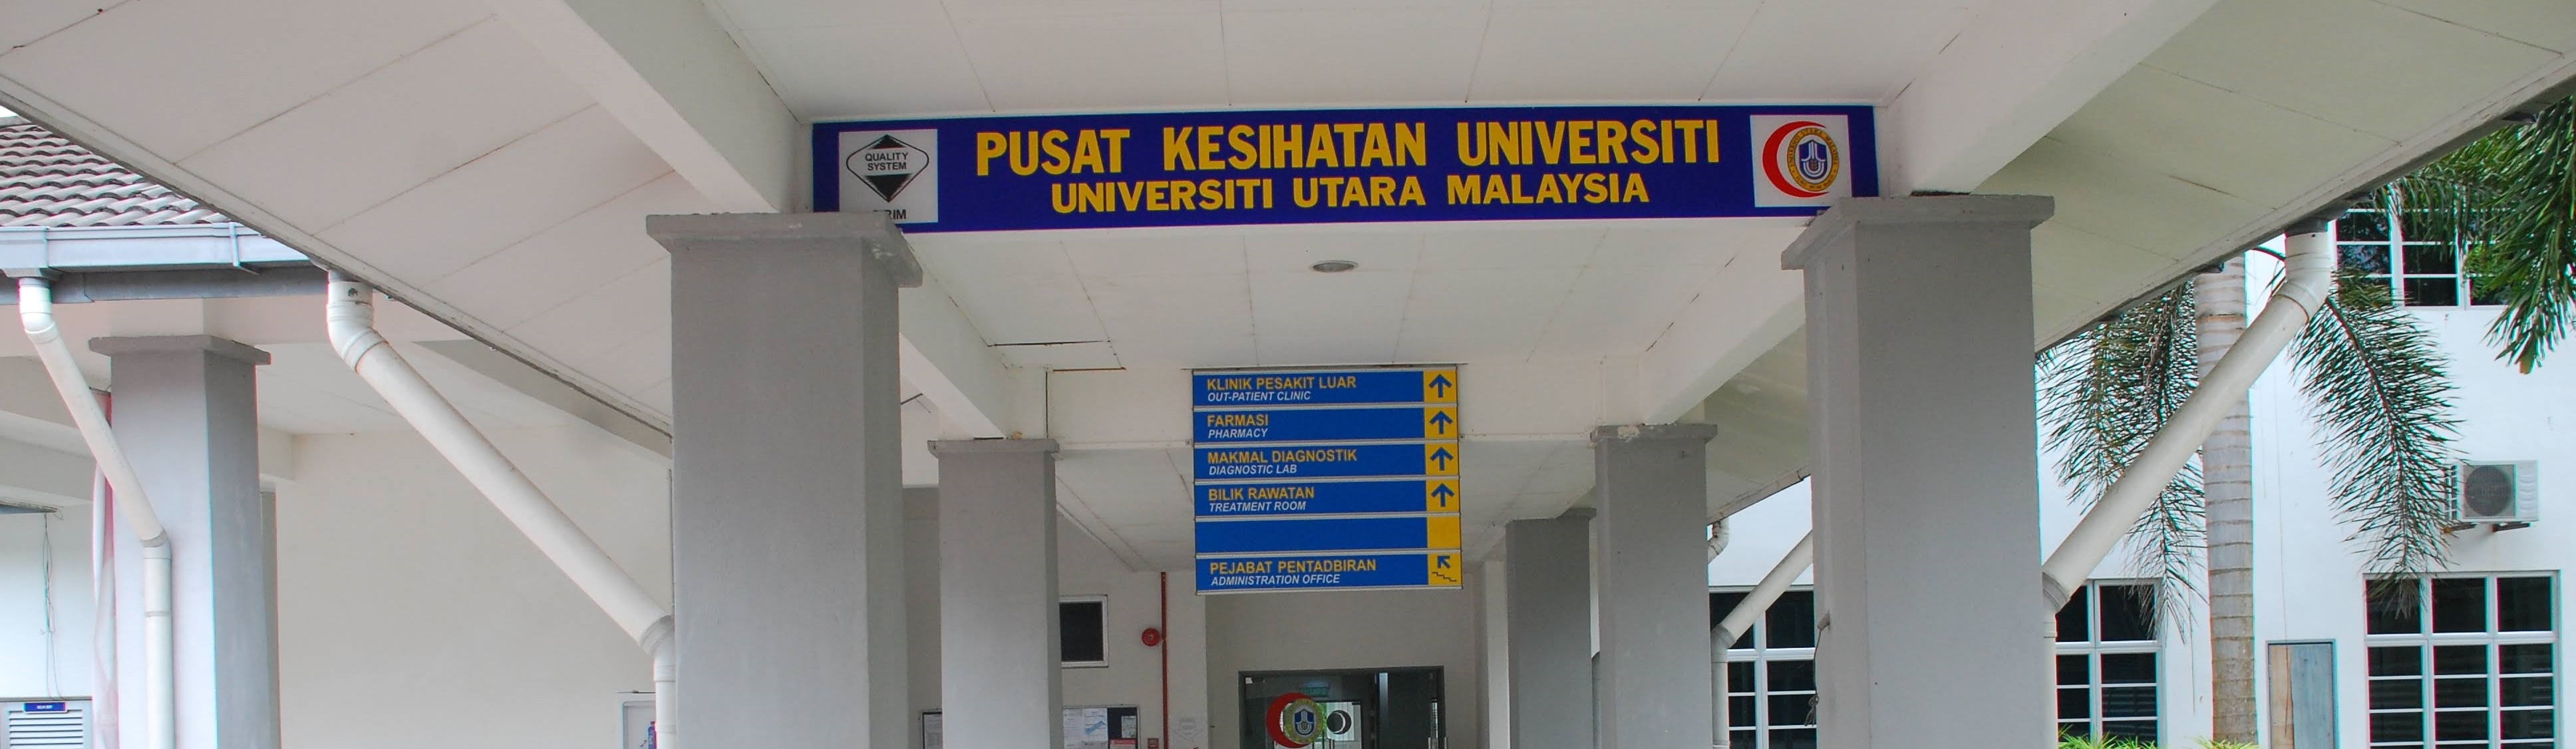 PUSAT KESIHATAN UNIVERSITI
UNIVERSITI UTARA MALAYSIA
QUALITY
SYSTEM
KLINIK PESAKIT LUAR
OUT-PATIENT CLINIC
FARMASI
PHARMACY
MAKMAL DIAGNOSTIK
DIAGNOSTIC LAB
BILIK RAWATAN
TREATMENT ROOM
PEJABAT PENTADBIRAN
ADMINISTRATION OFFICE